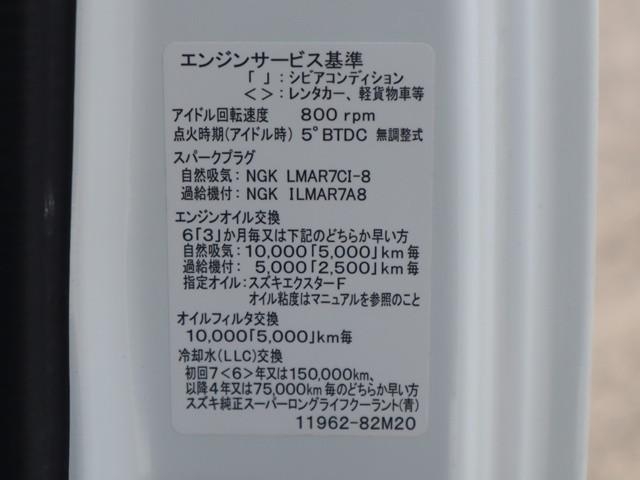 エンジンサービス基準
「 」:シビアコンディション
< >:レンタカー、軽貨物車等
アイドル回転速度 800 rpm
点火時期(アイドル時) 5°BTDC 無調整式
スパークプラグ
自然吸気:NGK LMAR7CI-8
過給機付:NGK ILMAR7A8
エンジンオイル交換
6「3」か月毎又は下記のどちらか早い方
自然吸気:10,000「5,000」km毎
過給機付: 5,000「2,500」km毎
指定オイル:スズキエクスターF
オイル粘度はマニュアルを参照のこと
オイルフィルタ交換
10,000「5,000」km毎
冷却水(LLC)交換
初回7<6>年又は150,000km、
以降4年又は75,000km毎のどちらか早い方
スズキ純正スーパーロングライフクーラント(青)
11962-82M20